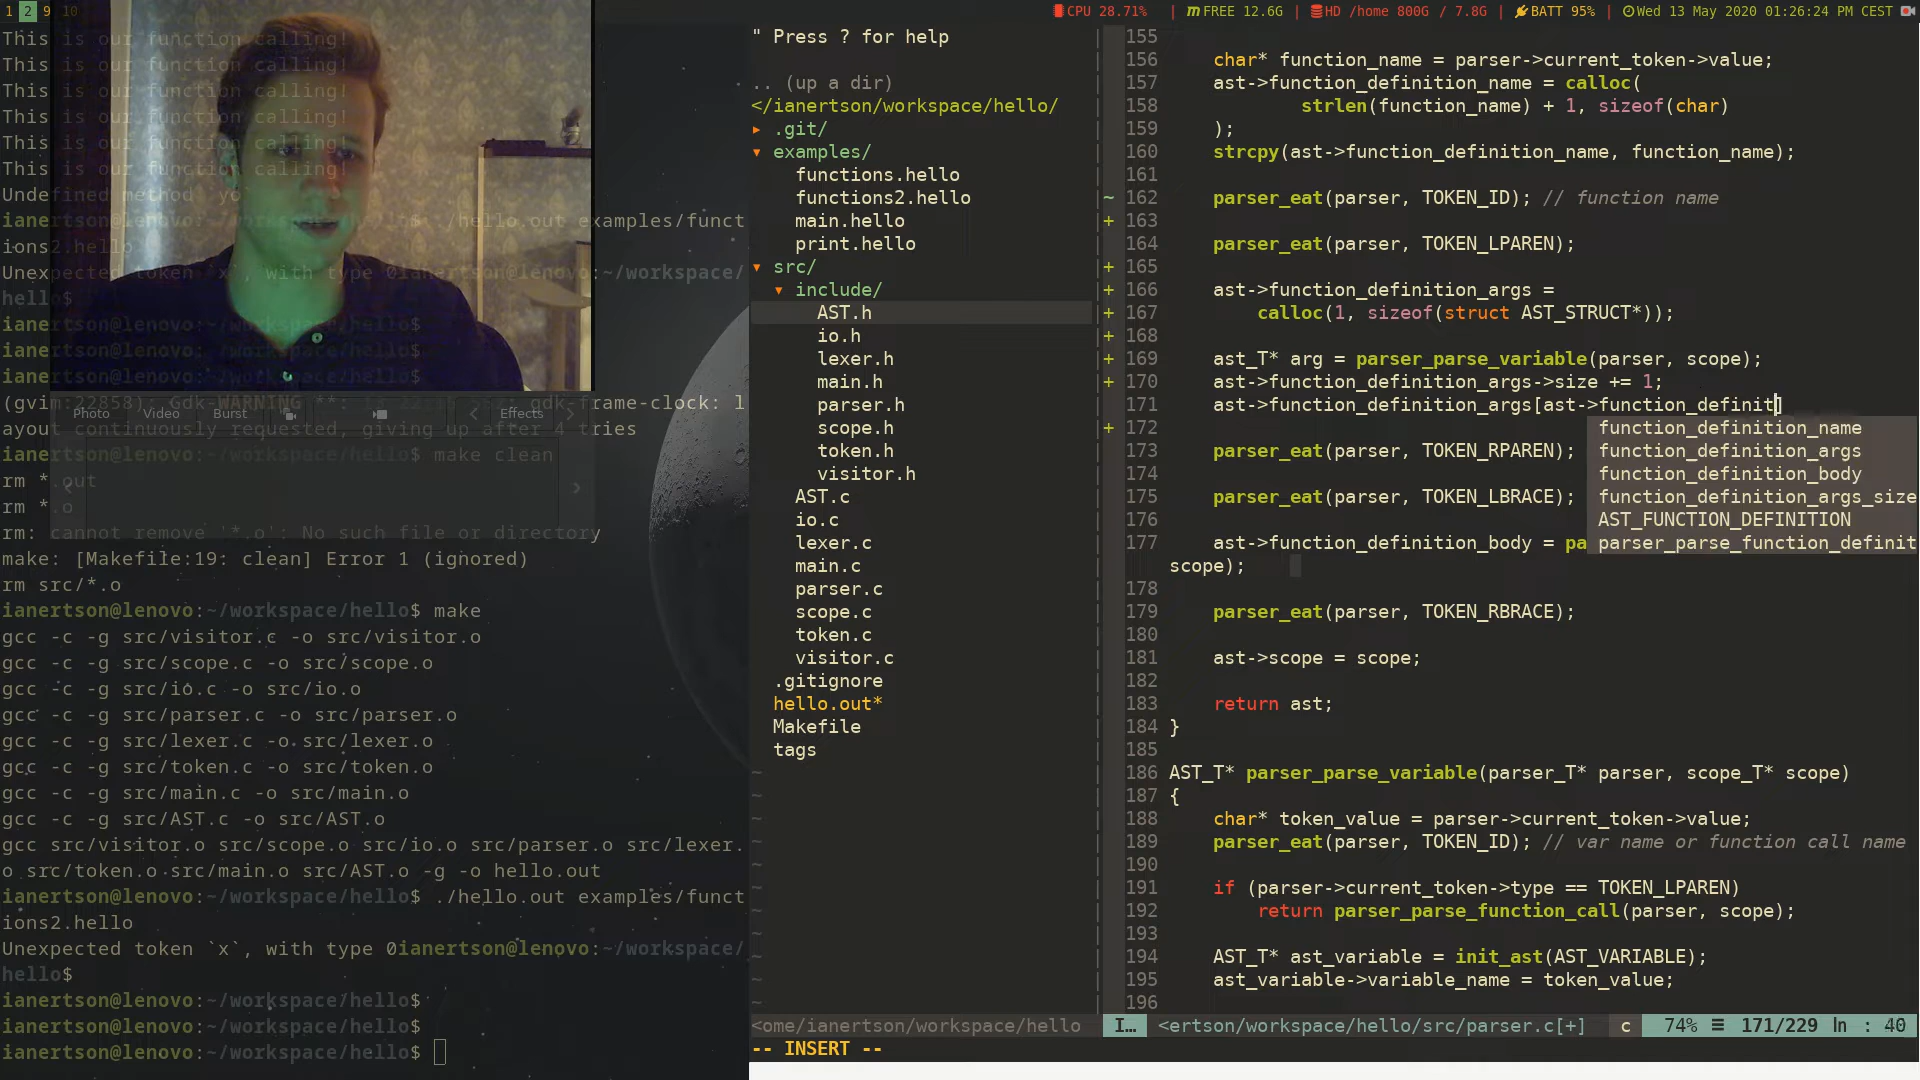 1 2 9 10
CPU 28.71% | FREE 12.6G | HD /home 800G / 7.8G | BATT 95% | Wed 13 May 2020 01:26:24 PM CEST
This is our function calling!
This is our function calling!
This is our function calling!
This is our function calling!
This is our function calling!
This is our function calling!
Undefined method `yo`
ianertson@lenovo:~/workspace/hello$ ./hello.out examples/funct
ions2.hello
Unexpected token `x`, with type 0ianertson@lenovo:~/workspace/
hello$
ianertson@lenovo:~/workspace/hello$
ianertson@lenovo:~/workspace/hello$
ianertson@lenovo:~/workspace/hello$
(gvim:22858): Gdk-WARNING **: gdk-frame-clock: l
ayout continuously requested, giving up after 4 tries
Photo Video Burst Effects
ianertson@lenovo:~/workspace/hello$ make clean
rm *.out
rm *.o
rm: cannot remove '*.o': No such file or directory
make: [Makefile:19: clean] Error 1 (ignored)
rm src/*.o
ianertson@lenovo:~/workspace/hello$ make
gcc -c -g src/visitor.c -o src/visitor.o
gcc -c -g src/scope.c -o src/scope.o
gcc -c -g src/io.c -o src/io.o
gcc -c -g src/parser.c -o src/parser.o
gcc -c -g src/lexer.c -o src/lexer.o
gcc -c -g src/token.c -o src/token.o
gcc -c -g src/main.c -o src/main.o
gcc -c -g src/AST.c -o src/AST.o
gcc src/visitor.o src/scope.o src/io.o src/parser.o src/lexer.
o src/token.o src/main.o src/AST.o -g -o hello.out
ianertson@lenovo:~/workspace/hello$ ./hello.out examples/funct
ions2.hello
Unexpected token `x`, with type 0ianertson@lenovo:~/workspace/
hello$
ianertson@lenovo:~/workspace/hello$
ianertson@lenovo:~/workspace/hello$
ianertson@lenovo:~/workspace/hello$
" Press ? for help
.. (up a dir)
</ianertson/workspace/hello/
▸ .git/
▾ examples/
functions.hello
functions2.hello
main.hello
print.hello
▾ src/
▾ include/
AST.h
io.h
lexer.h
main.h
parser.h
scope.h
token.h
visitor.h
AST.c
io.c
lexer.c
main.c
parser.c
scope.c
token.c
visitor.c
.gitignore
hello.out*
Makefile
tags
<ome/ianertson/workspace/hello
155
156 char* function_name = parser->current_token->value;
157 ast->function_definition_name = calloc(
158 strlen(function_name) + 1, sizeof(char)
159 );
160 strcpy(ast->function_definition_name, function_name);
161
~ 162 parser_eat(parser, TOKEN_ID); // function name
+ 163
164 parser_eat(parser, TOKEN_LPAREN);
+ 165
+ 166 ast->function_definition_args =
+ 167 calloc(1, sizeof(struct AST_STRUCT*));
+ 168
+ 169 ast_T* arg = parser_parse_variable(parser, scope);
+ 170 ast->function_definition_args->size += 1;
171 ast->function_definition_args[ast->function_definit]
+ 172
173 parser_eat(parser, TOKEN_RPAREN);
174
175 parser_eat(parser, TOKEN_LBRACE);
176
177 ast->function_definition_body = pa
scope);
178
179 parser_eat(parser, TOKEN_RBRACE);
180
181 ast->scope = scope;
182
183 return ast;
184 }
185
186 AST_T* parser_parse_variable(parser_T* parser, scope_T* scope)
187 {
188 char* token_value = parser->current_token->value;
189 parser_eat(parser, TOKEN_ID); // var name or function call name
190
191 if (parser->current_token->type == TOKEN_LPAREN)
192 return parser_parse_function_call(parser, scope);
193
194 AST_T* ast_variable = init_ast(AST_VARIABLE);
195 ast_variable->variable_name = token_value;
196
function_definition_name
function_definition_args
function_definition_body
function_definition_args_size
AST_FUNCTION_DEFINITION
parser_parse_function_definit
I… <ertson/workspace/hello/src/parser.c[+] c 74% ☰ 171/229 ln : 40
-- INSERT --